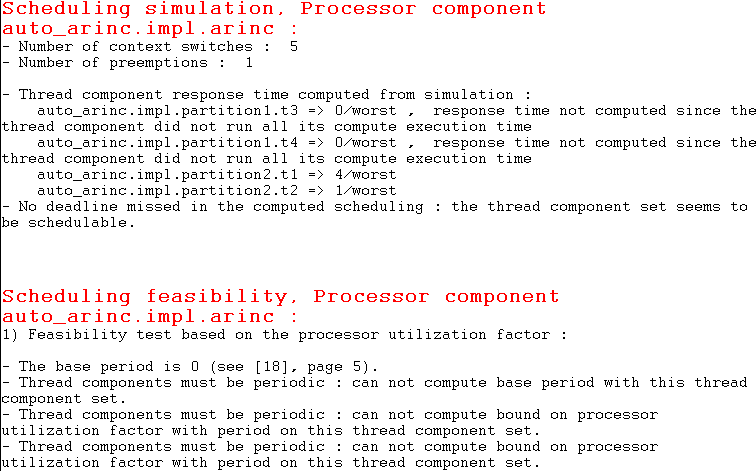 Scheduling simulation, Processor component
auto_arinc.impl.arinc :
- Number of context switches :  5
- Number of preemptions :  1
- Thread component response time computed from simulation :
auto_arinc.impl.partition1.t3 => 0/worst ,  response time not computed since the
thread component did not run all its compute execution time
auto_arinc.impl.partition1.t4 => 0/worst ,  response time not computed since the
thread component did not run all its compute execution time
auto_arinc.impl.partition2.t1 => 4/worst
auto_arinc.impl.partition2.t2 => 1/worst
- No deadline missed in the computed scheduling : the thread component set seems to
be schedulable.
Scheduling feasibility, Processor component
auto_arinc.impl.arinc :
1) Feasibility test based on the processor utilization factor :
- The base period is 0 (see [18], page 5).
- Thread components must be periodic : can not compute base period with this thread
component set.
- Thread components must be periodic : can not compute bound on processor
utilization factor with period on this thread component set.
- Thread components must be periodic : can not compute bound on processor
utilization factor with period on this thread component set.